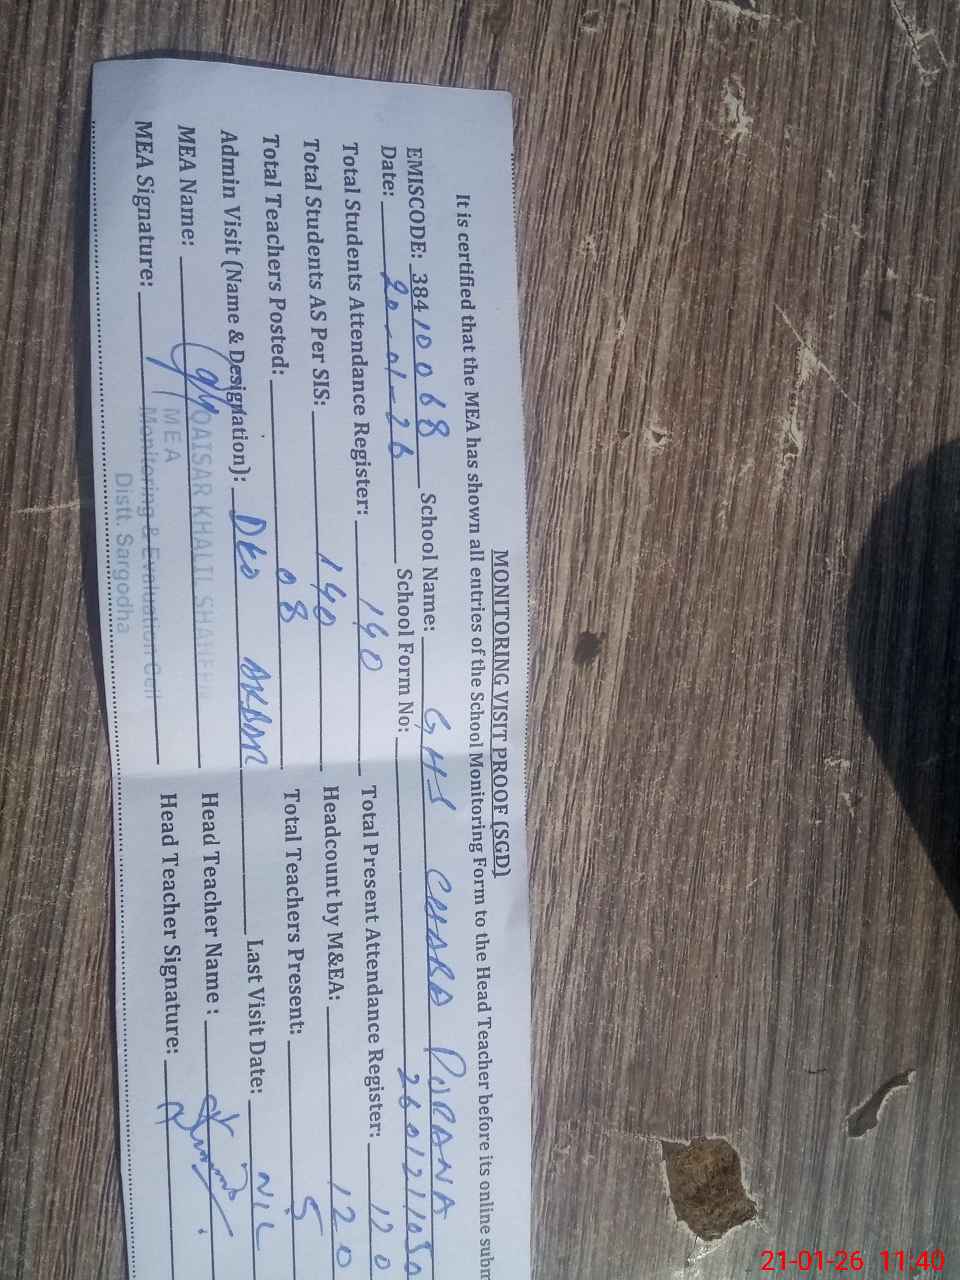 MONITORING VISIT PROOF (SGD)
It is certified that the MEA has shown all entries of the School Monitoring Form to the Head Teacher before its online subm
EMISCODE: 38410068 School Name: GHS CHABA PURANA
Date: 20-01-26 School Form No: 260121105
Total Students Attendance Register: 140 Total Present Attendance Register: 120
Total Students AS Per SIS: 140 Headcount by M&EA: 120
Total Teachers Posted: 08 Total Teachers Present: 5
Admin Visit (Name & Designation): Last Visit Date: NIL
MEA Name: QAISAR KHALIL SHAHEEN Head Teacher Name :
MEA
MEA Signature: Monitoring & Evaluation Cell Head Teacher Signature:
Distt. Sargodha
21-01-26 11:40